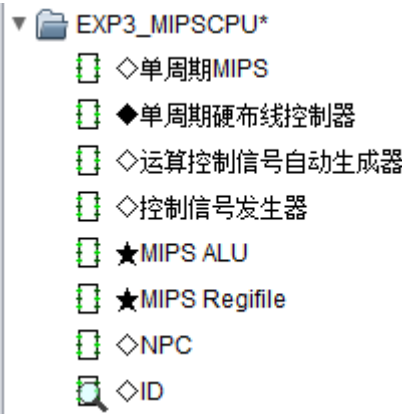 EXP3_MIPSCPU*
◇单周期MIPS
◆单周期硬布线控制器
◇运算控制信号自动生成器
◇控制信号发生器
★MIPS ALU
★MIPS Regifile
◇NPC
◇ID